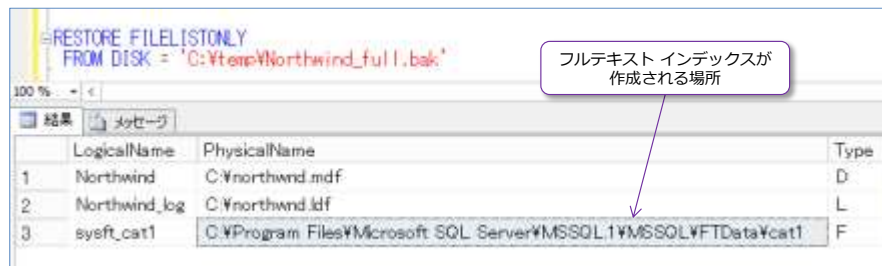 RESTORE FILELISTONLY
FROM DISK = 'C:¥temp¥Northwind_full.bak'
フルテキスト インデックスが
作成される場所
100 %
結果 メッセージ
LogicalName PhysicalName Type
1 Northwind C:¥northwnd.mdf D
2 Northwind_log C:¥northwnd.ldf L
3 sysft_cat1 C:¥Program Files¥Microsoft SQL Server¥MSSQL.1¥MSSQL¥FTData¥cat1 F